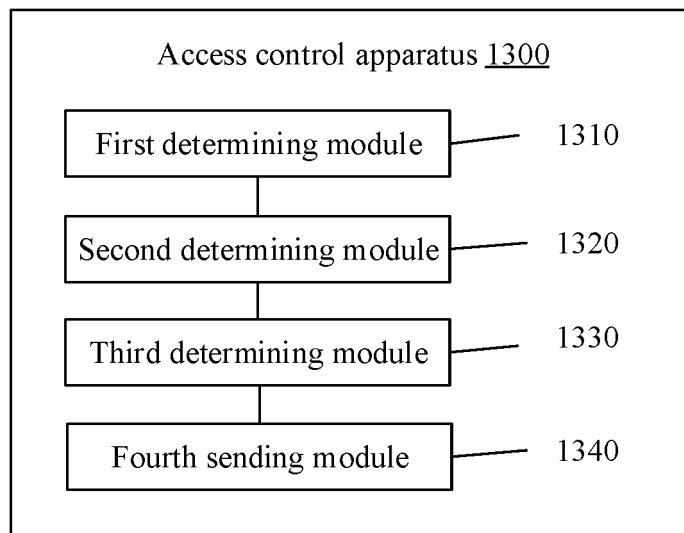 Access control apparatus 1300
First determining module 1310
Second determining module 1320
Third determining module 1330
Fourth sending module 1340